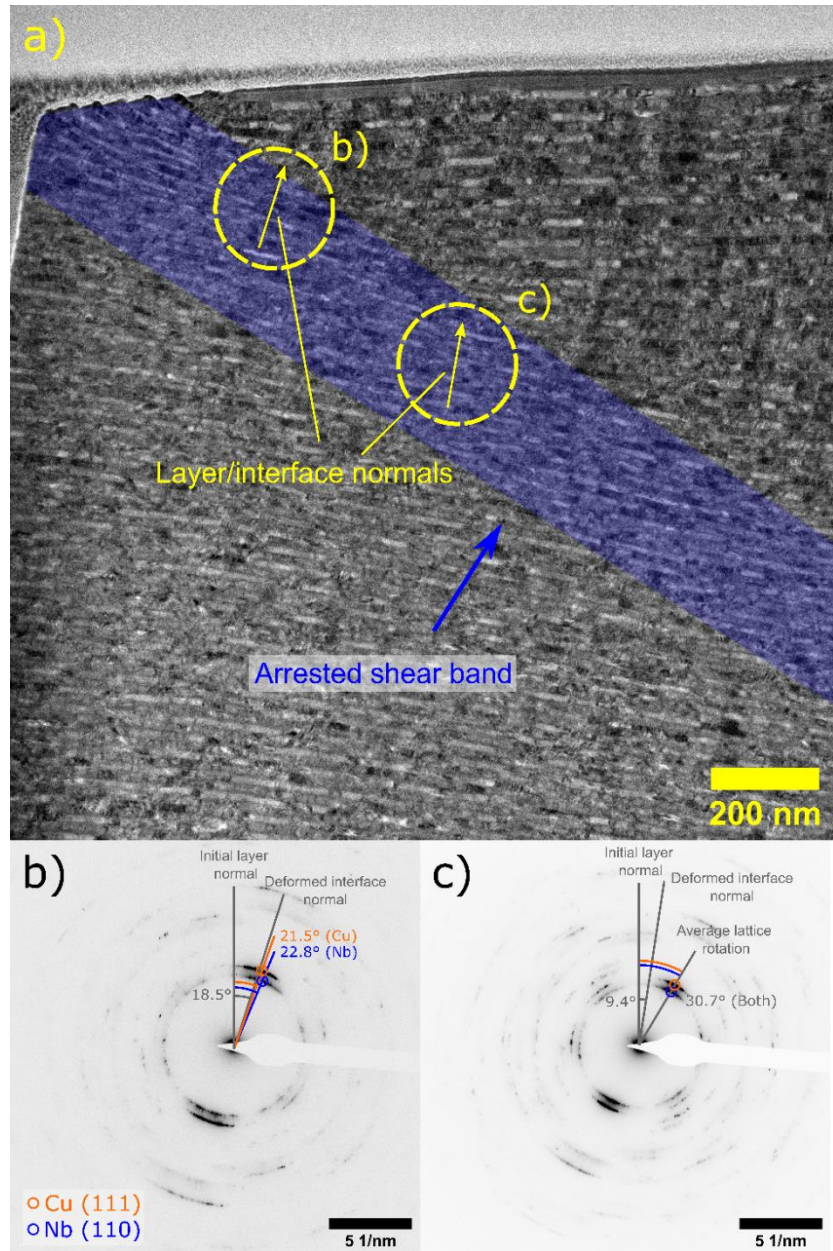 a)
b)
c)
Layer/interface normals
Arrested shear band
200 nm
b)
Initial layer
normal
Deformed interface
normal
21.5° (Cu)
22.8° (Nb)
18.5°
Cu (111)
Nb (110)
5 1/nm
c)
Initial layer
normal
Deformed interface
normal
Average lattice
rotation
9.4°
30.7° (Both)
5 1/nm